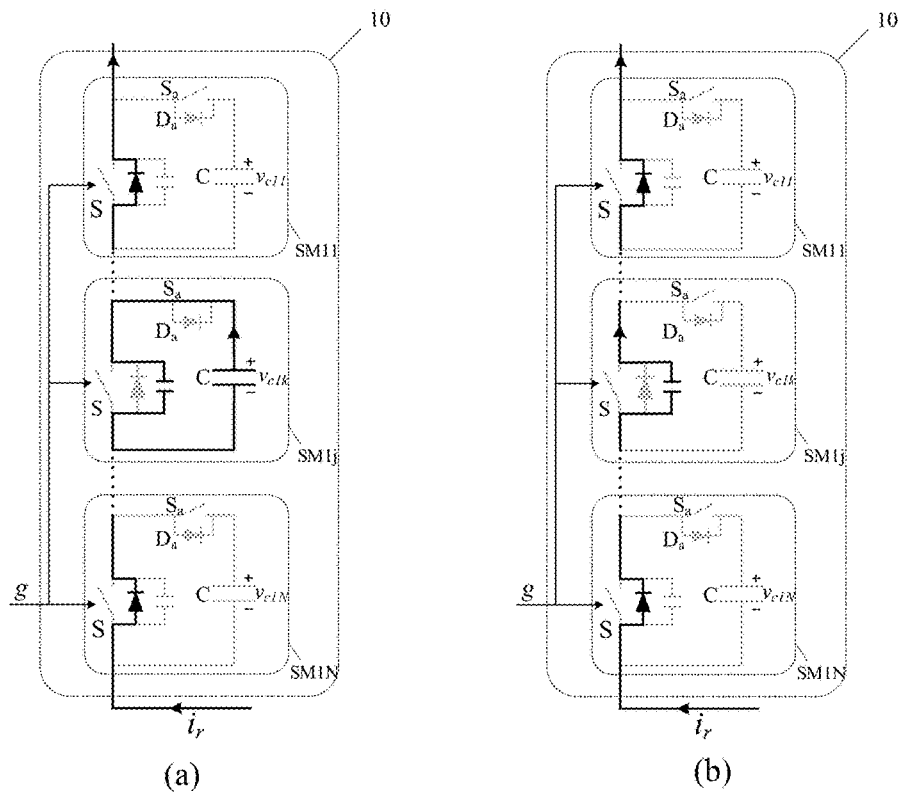 10
Sa
Da
C
+
vc11
−
S
SM11
Sa
Da
C
+
vc1k
−
S
SM1j
Sa
Da
C
+
vc1N
−
g
S
SM1N
ir
(a)
10
Sa
Da
C
+
vc11
−
S
SM11
Sa
Da
C
+
vc1k
−
S
SM1j
Sa
Da
C
+
vc1N
−
g
S
SM1N
ir
(b)